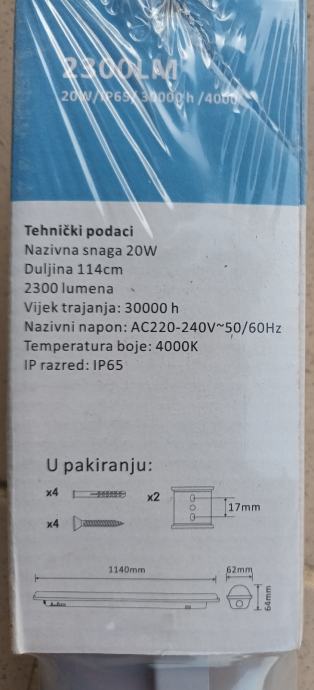 2300LM
20W/IP65/30000h/4000
Tehnički podaci
Nazivna snaga 20W
Duljina 114cm
2300 lumena
Vijek trajanja: 30000 h
Nazivni napon: AC220-240V~50/60Hz
Temperatura boje: 4000K
IP razred: IP65
U pakiranju:
x4
x2
17mm
x4
1140mm
62mm
64mm